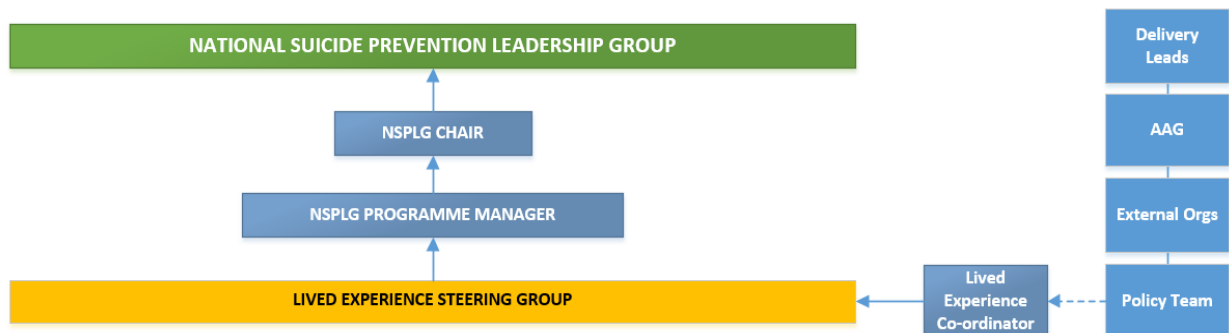 NATIONAL SUICIDE PREVENTION LEADERSHIP GROUP
NSPLG CHAIR
NSPLG PROGRAMME MANAGER
LIVED EXPERIENCE STEERING GROUP
Lived
Experience
Co-ordinator
Delivery
Leads
AAG
External Orgs
Policy Team